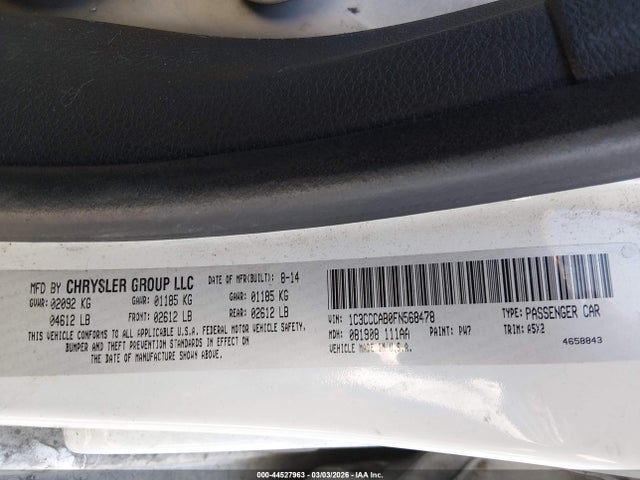 MFD BY CHRYSLER GROUP LLC DATE OF MFR(BUILT): 8-14
GVWR: 02092 KG GAWR: 01185 KG GAWR: 01185 KG
04612 LB FRONT: 02612 LB REAR: 02612 LB
THIS VEHICLE CONFORMS TO ALL APPLICABLE U.S.A. FEDERAL MOTOR VEHICLE SAFETY,
BUMPER AND THEFT PREVENTION STANDARDS IN EFFECT ON
THE DATE OF MANUFACTURE SHOWN ABOVE.
VIN: 1C3CCCAB0FN568478 TYPE: PASSENGER CAR
MDH: 081908 111AA PAINT: PW7 TRIM: A5X2
VEHICLE MADE IN U.S.A. 4658843
000-44527963 | 03/03/2026 | IAA Inc.